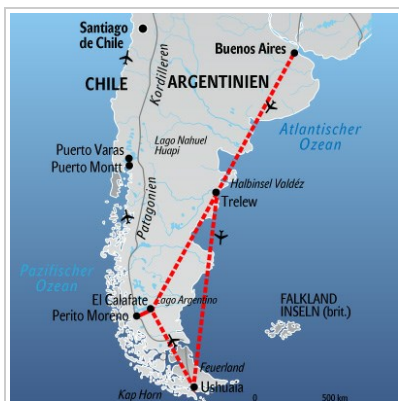 Santiago
de Chile
Buenos Aires
CHILE
ARGENTINIEN
Kordilleren
Atlantischer
Ozean
Lago Nahuel
Huapi
Puerto Varas
Puerto Montt
Halbinsel Valdéz
Trelew
Patagonien
Pazifischer
Ozean
El Calafate
Lago Argentino
Perito Moreno
FALKLAND
INSELN (brit.)
Feuerland
Kap Horn
Ushuaia
0
500 km